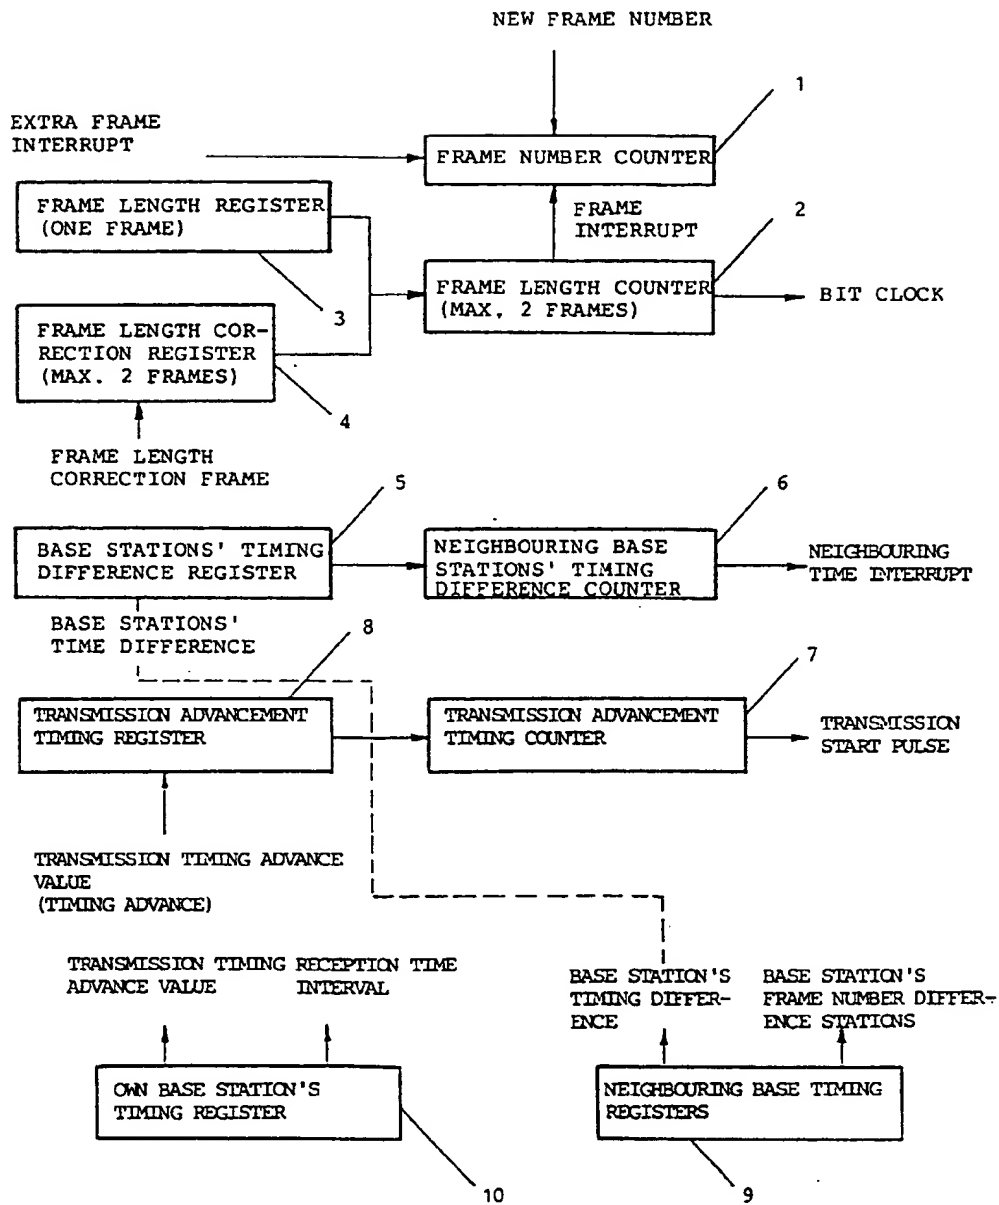 NEW FRAME NUMBER
1
EXTRA FRAME
INTERRUPT
FRAME NUMBER COUNTER
FRAME LENGTH REGISTER
(ONE FRAME)
FRAME
INTERRUPT
2
3
FRAME LENGTH COUNTER
(MAX. 2 FRAMES)
BIT CLOCK
FRAME LENGTH COR-
RECTION REGISTER
(MAX. 2 FRAMES)
4
FRAME LENGTH
CORRECTION FRAME
5
6
BASE STATIONS' TIMING
DIFFERENCE REGISTER
NEIGHBOURING BASE
STATIONS' TIMING
DIFFERENCE COUNTER
NEIGHBOURING
TIME INTERRUPT
BASE STATIONS'
TIME DIFFERENCE
8
7
TRANSMISSION ADVANCEMENT
TIMING REGISTER
TRANSMISSION ADVANCEMENT
TIMING COUNTER
TRANSMISSION
START PULSE
TRANSMISSION TIMING ADVANCE
VALUE
(TIMING ADVANCE)
TRANSMISSION TIMING
ADVANCE VALUE
RECEPTION TIME
INTERVAL
BASE STATION'S
TIMING DIFFER-
ENCE
BASE STATION'S
FRAME NUMBER DIFFER-
ENCE STATIONS
OWN BASE STATION'S
TIMING REGISTER
NEIGHBOURING BASE TIMING
REGISTERS
10
9